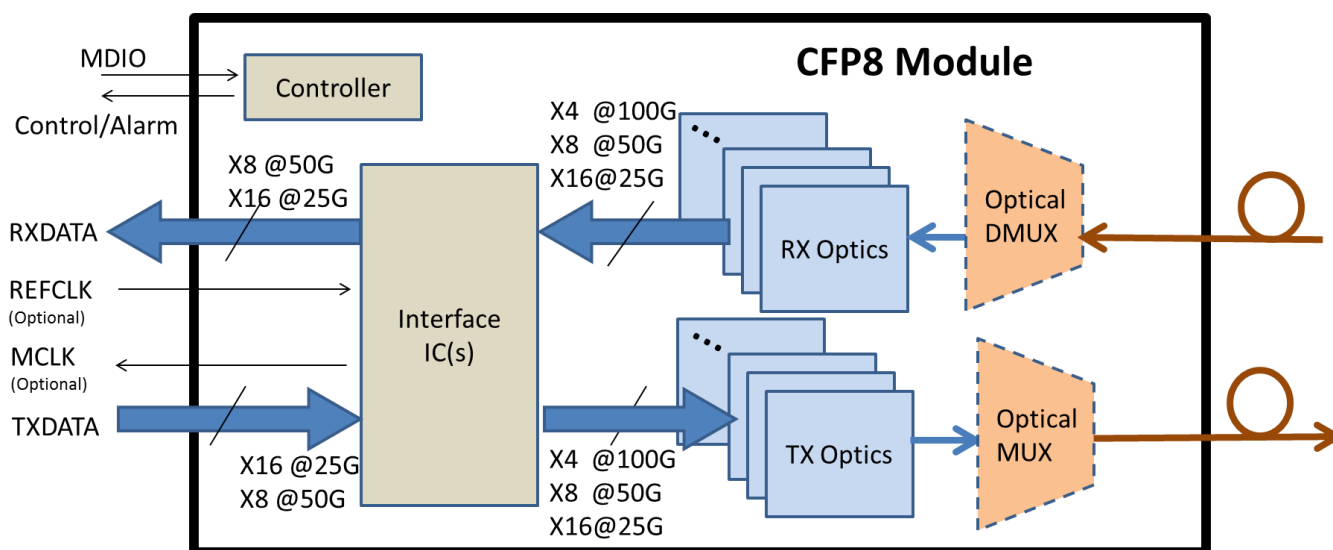 CFP8 Module
MDIO
Controller
Control/Alarm
X8 @50G
X16 @25G
X4 @100G
X8 @50G
X16@25G
RXDATA
REFCLK
(Optional)
MCLK
(Optional)
TXDATA
Interface
IC(s)
RX Optics
Optical
DMUX
TX Optics
Optical
MUX
X16 @25G
X8 @50G
X4 @100G
X8 @50G
X16@25G